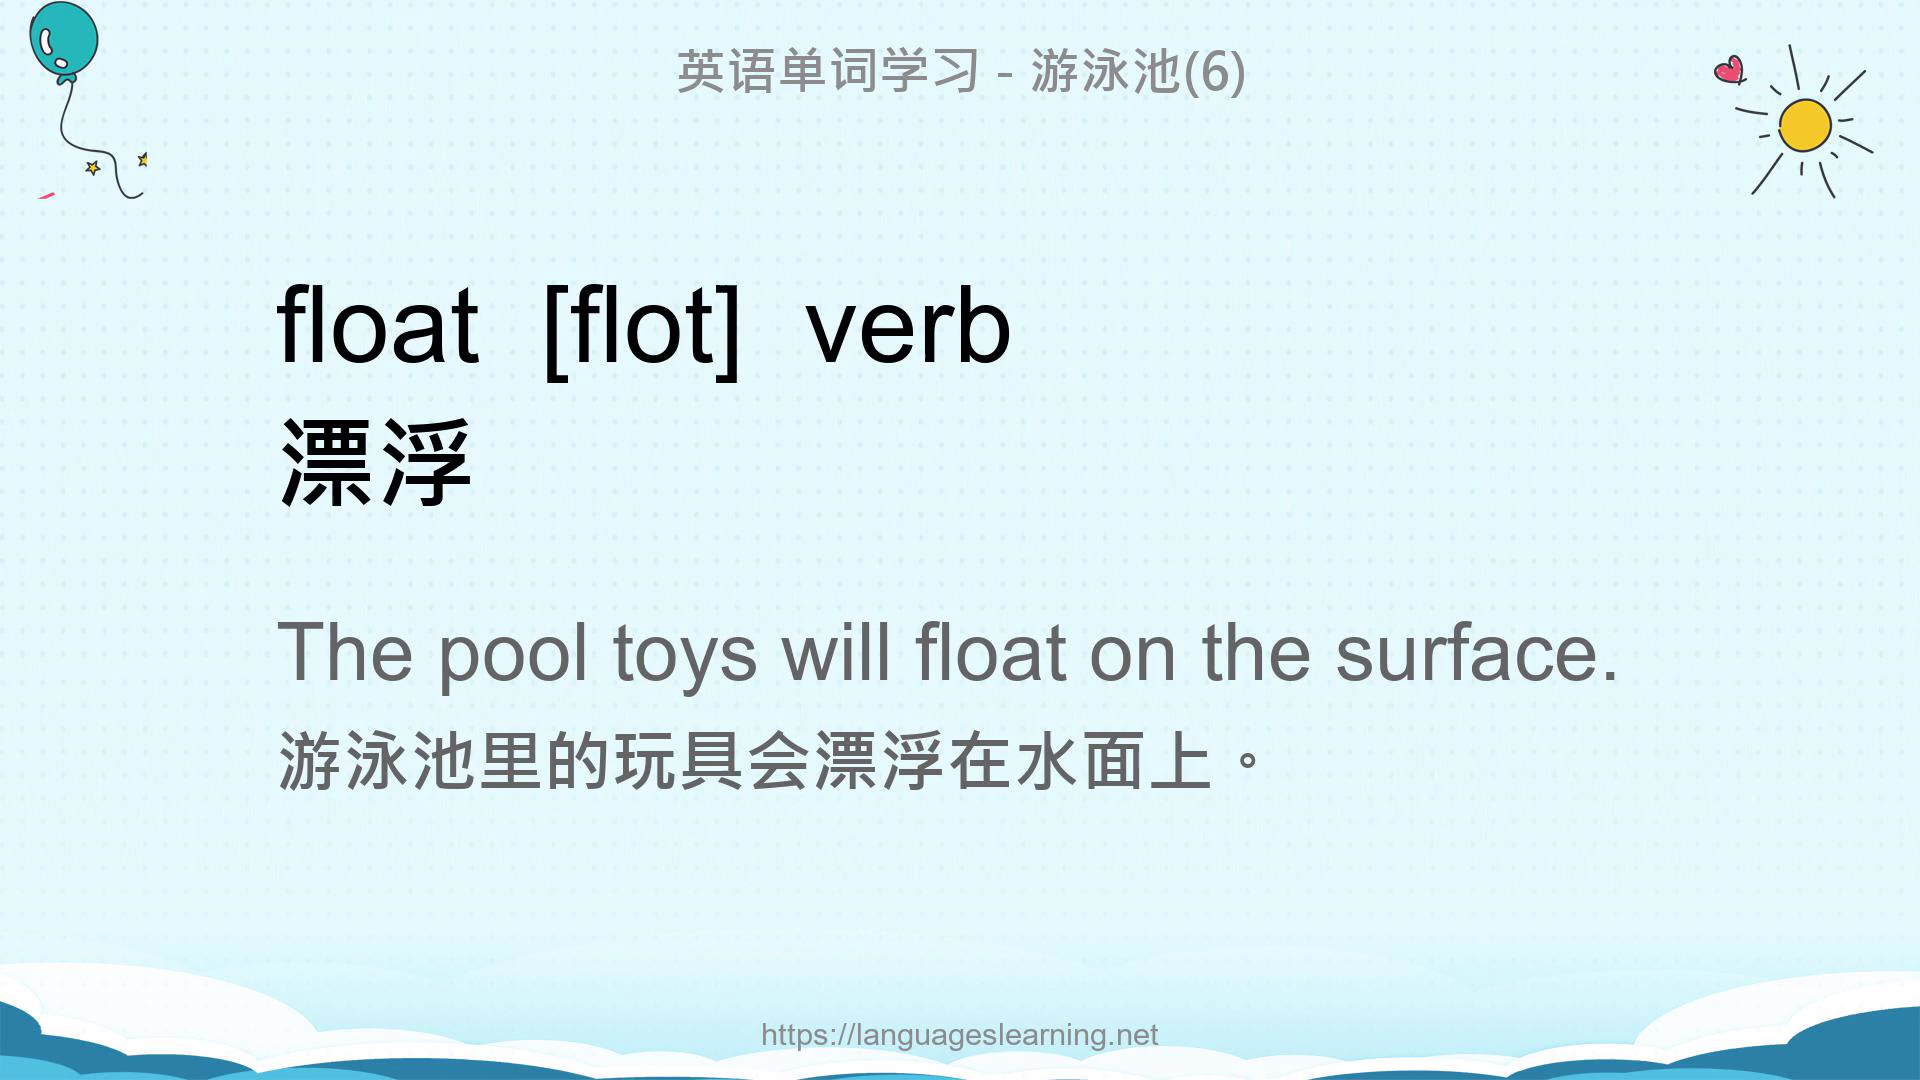 英语单词学习 - 游泳池(6)
float [flot] verb
漂浮
The pool toys will float on the surface.
游泳池里的玩具会漂浮在水面上。
https://languageslearning.net